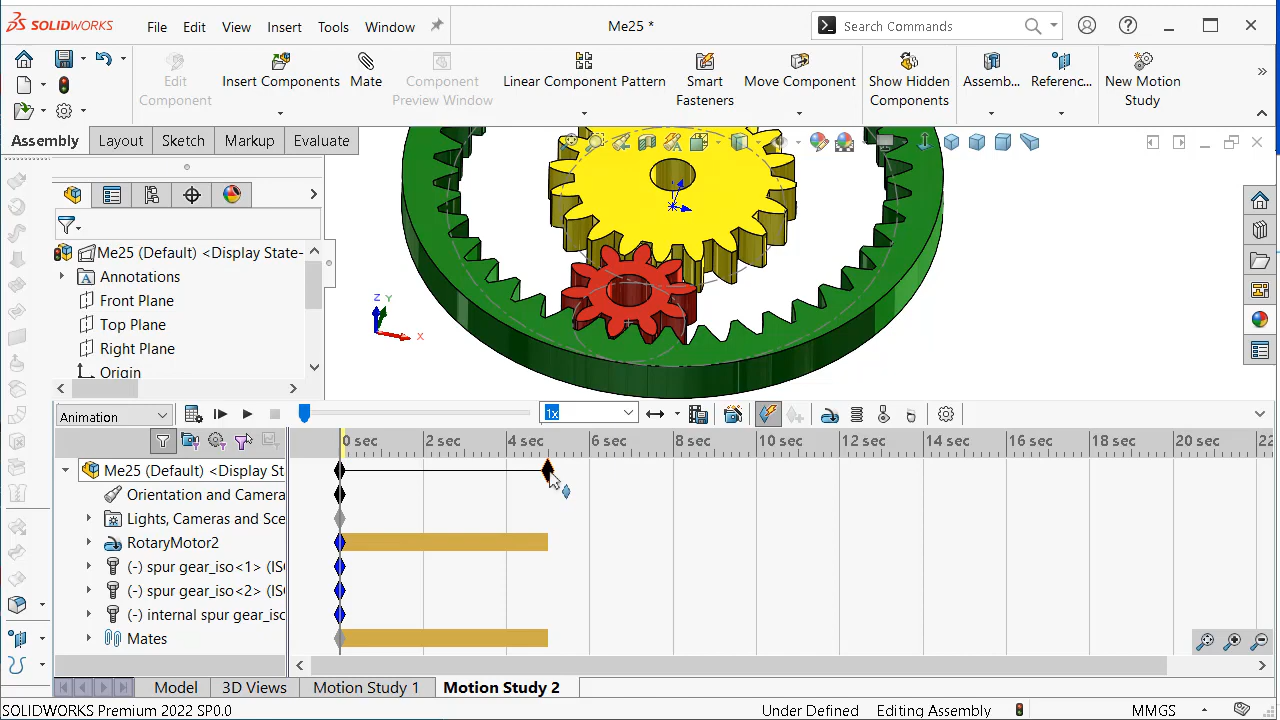 SOLIDWORKS File Edit View Insert Tools Window Me25 * Search Commands
Edit Component
Insert Components
Mate
Component Preview Window
Linear Component Pattern
Smart Fasteners
Move Component
Show Hidden Components
Assemb...
Referenc...
New Motion Study
Assembly Layout Sketch Markup Evaluate
Me25 (Default) <Display State-
Annotations
Front Plane
Top Plane
Right Plane
Origin
Z Y
X
Animation 1x
0 sec 2 sec 4 sec 6 sec 8 sec 10 sec 12 sec 14 sec 16 sec 18 sec 20 sec 22
Me25 (Default) <Display St
Orientation and Camera
Lights, Cameras and Sce
RotaryMotor2
(-) spur gear_iso<1> (IS
(-) spur gear_iso<2> (IS
(-) internal spur gear_iso
Mates
Model 3D Views Motion Study 1 Motion Study 2
SOLIDWORKS Premium 2022 SP0.0 Under Defined Editing Assembly MMGS